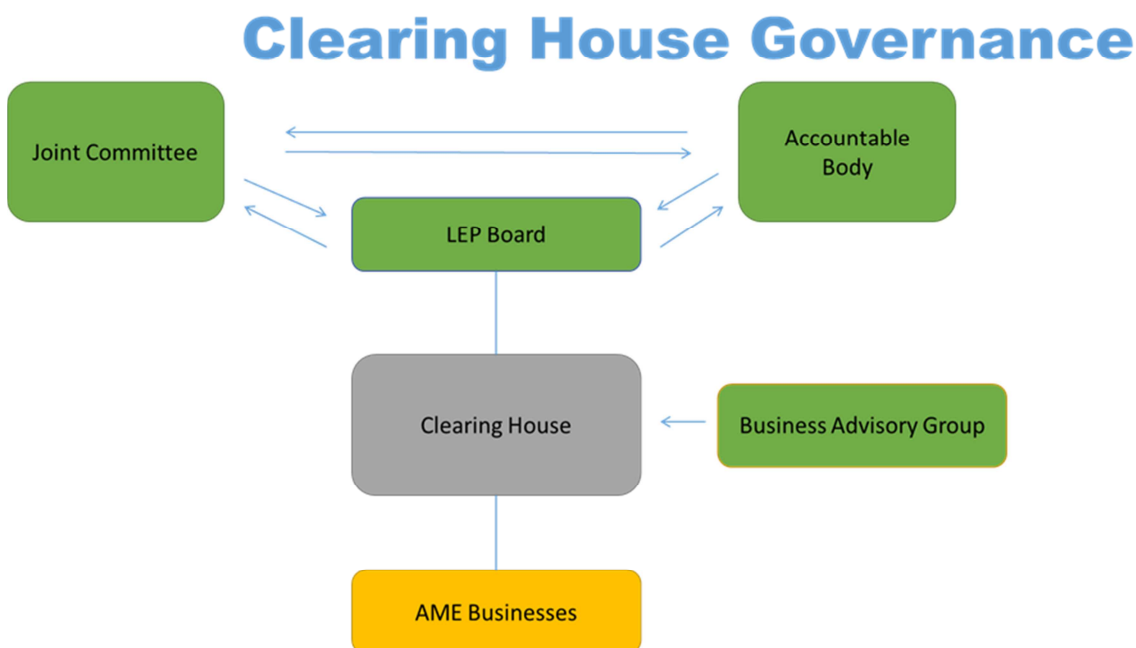 Clearing House Governance
Joint Committee
Accountable
Body
LEP Board
Clearing House
Business Advisory Group
AME Businesses